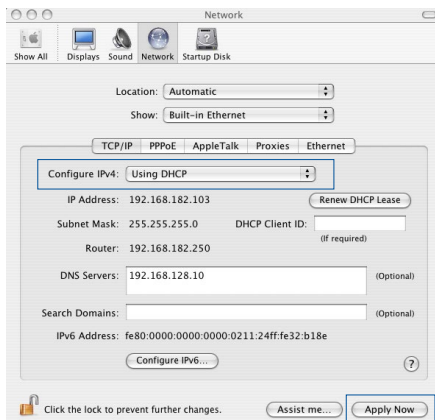 Network
Show All Displays Sound Network Startup Disk
Location: Automatic
Show: Built-in Ethernet
TCP/IP PPPoE AppleTalk Proxies Ethernet
Configure IPv4: Using DHCP
IP Address: 192.168.182.103 Renew DHCP Lease
Subnet Mask: 255.255.255.0 DHCP Client ID:
(If required)
Router: 192.168.182.250
DNS Servers: 192.168.128.10 (Optional)
Search Domains: (Optional)
IPv6 Address: fe80:0000:0000:0000:0211:24ff:fe32:b18e
Configure IPv6... ?
Click the lock to prevent further changes. Assist me... Apply Now